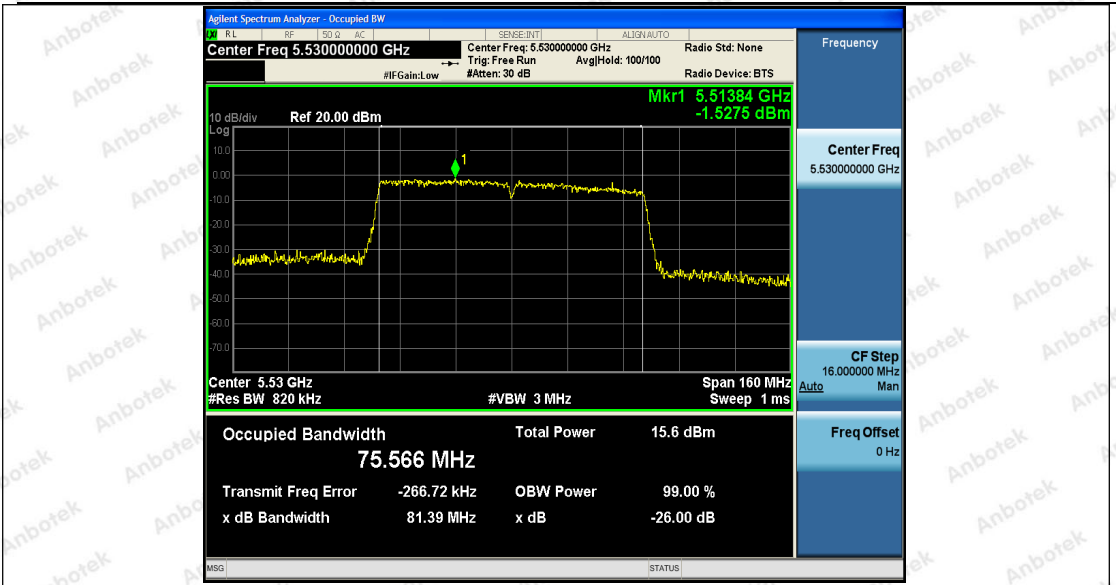 Agilent Spectrum Analyzer - Occupied BW
LXI RL RF 50 Ω AC SENSE:INT ALIGN AUTO
Center Freq 5.530000000 GHz
Center Freq: 5.530000000 GHz Radio Std: None
Trig: Free Run Avg|Hold: 100/100
#IFGain:Low #Atten: 30 dB Radio Device: BTS
Mkr1 5.51384 GHz
-1.5275 dBm
10 dB/div Ref 20.00 dBm
Log
10.0
1
0.00
-10.0
-20.0
-30.0
-40.0
-50.0
-60.0
-70.0
Center 5.53 GHz Span 160 MHz
#Res BW 820 kHz #VBW 3 MHz Sweep 1 ms
Occupied Bandwidth Total Power 15.6 dBm
75.566 MHz
Transmit Freq Error -266.72 kHz OBW Power 99.00 %
x dB Bandwidth 81.39 MHz x dB -26.00 dB
MSG STATUS
Frequency
Center Freq
5.530000000 GHz
CF Step
16.000000 MHz
Auto Man
Freq Offset
0 Hz
Anbotek